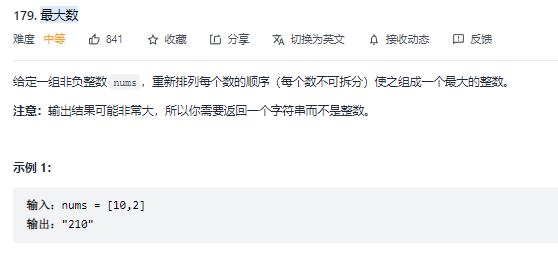 179. 最大数
难度 中等 841 收藏 分享 切换为英文 接收动态 反馈
给定一组非负整数 nums ，重新排列每个数的顺序（每个数不可拆分）使之组成一个最大的整数。
注意：输出结果可能非常大，所以你需要返回一个字符串而不是整数。
示例 1：
输入：nums = [10,2]
输出："210"